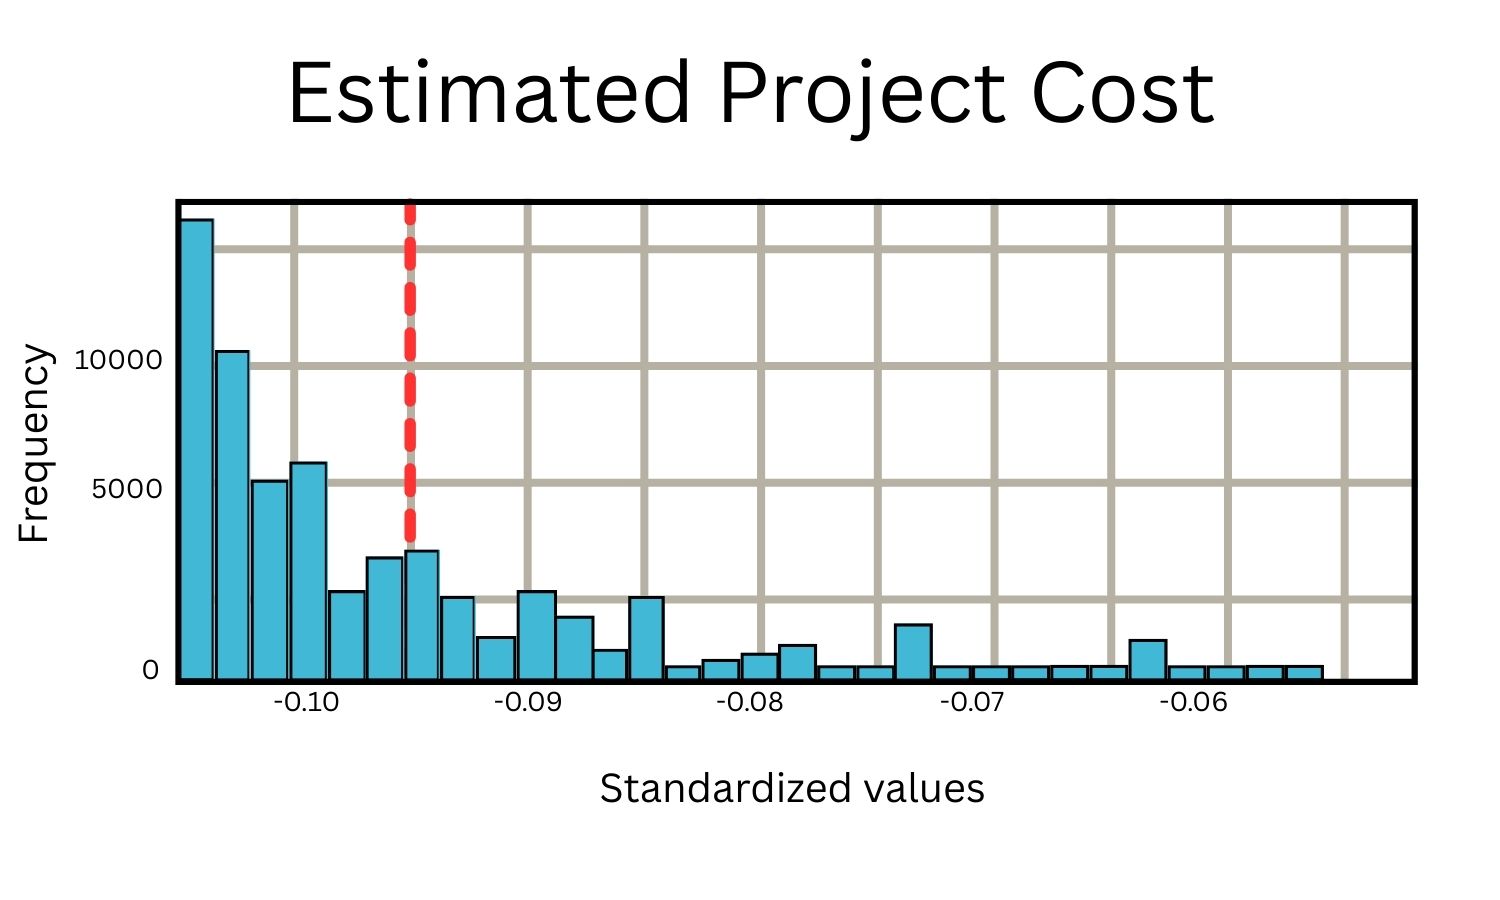 Estimated Project Cost
Frequency
10000
5000
0
-0.10
-0.09
-0.08
-0.07
-0.06
Standardized values